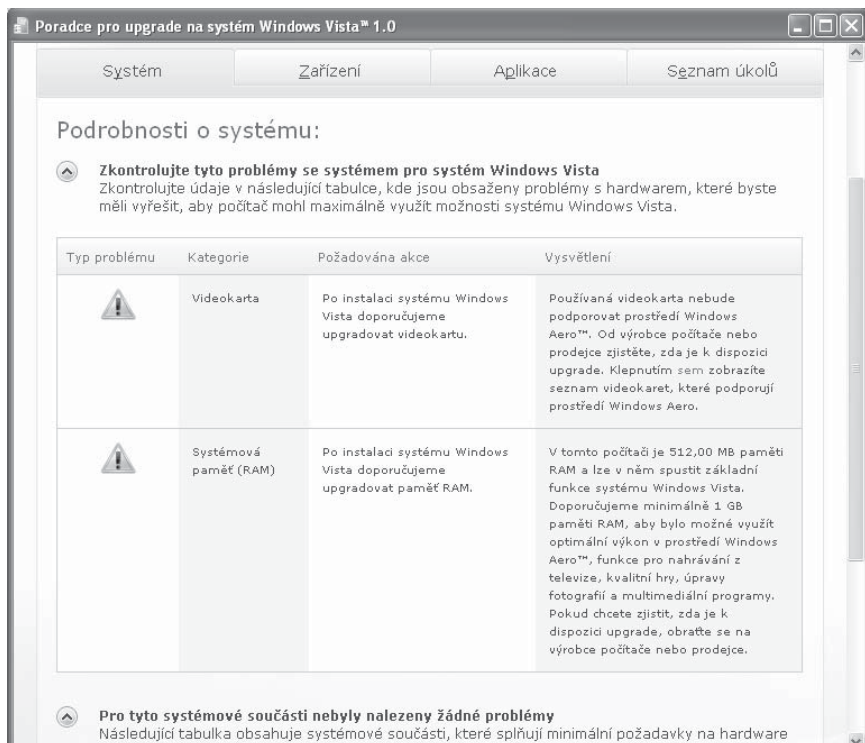 Poradce pro upgrade na systém Windows Vista™ 1.0
Systém
Zařízení
Aplikace
Seznam úkolů
Podrobnosti o systému:
Zkontrolujte tyto problémy se systémem pro systém Windows Vista
Zkontrolujte údaje v následující tabulce, kde jsou obsaženy problémy s hardwarem, které byste
měli vyřešit, aby počítač mohl maximálně využít možnosti systému Windows Vista.
Typ problému
Kategorie
Požadována akce
Vysvětlení
Videokarta
Po instalaci systému Windows
Vista doporučujeme
upgradovat videokartu.
Používaná videokarta nebude
podporovat prostředí Windows
Aero™. Od výrobce počítače nebo
prodejce zjistěte, zda je k dispozici
upgrade. Klepnutím sem zobrazíte
seznam videokaret, které podporují
prostředí Windows Aero.
Systémová
paměť (RAM)
Po instalaci systému Windows
Vista doporučujeme
upgradovat paměť RAM.
V tomto počítači je 512,00 MB paměti
RAM a lze v něm spustit základní
funkce systému Windows Vista.
Doporučujeme minimálně 1 GB
paměti RAM, aby bylo možné využít
optimální výkon v prostředí Windows
Aero™, funkce pro nahrávání z
televize, kvalitní hry, úpravy
fotografií a multimediální programy.
Pokud chcete zjistit, zda je k
dispozici upgrade, obraťte se na
výrobce počítače nebo prodejce.
Pro tyto systémové součásti nebyly nalezeny žádné problémy
Následující tabulka obsahuje systémové součásti, které splňují minimální požadavky na hardware